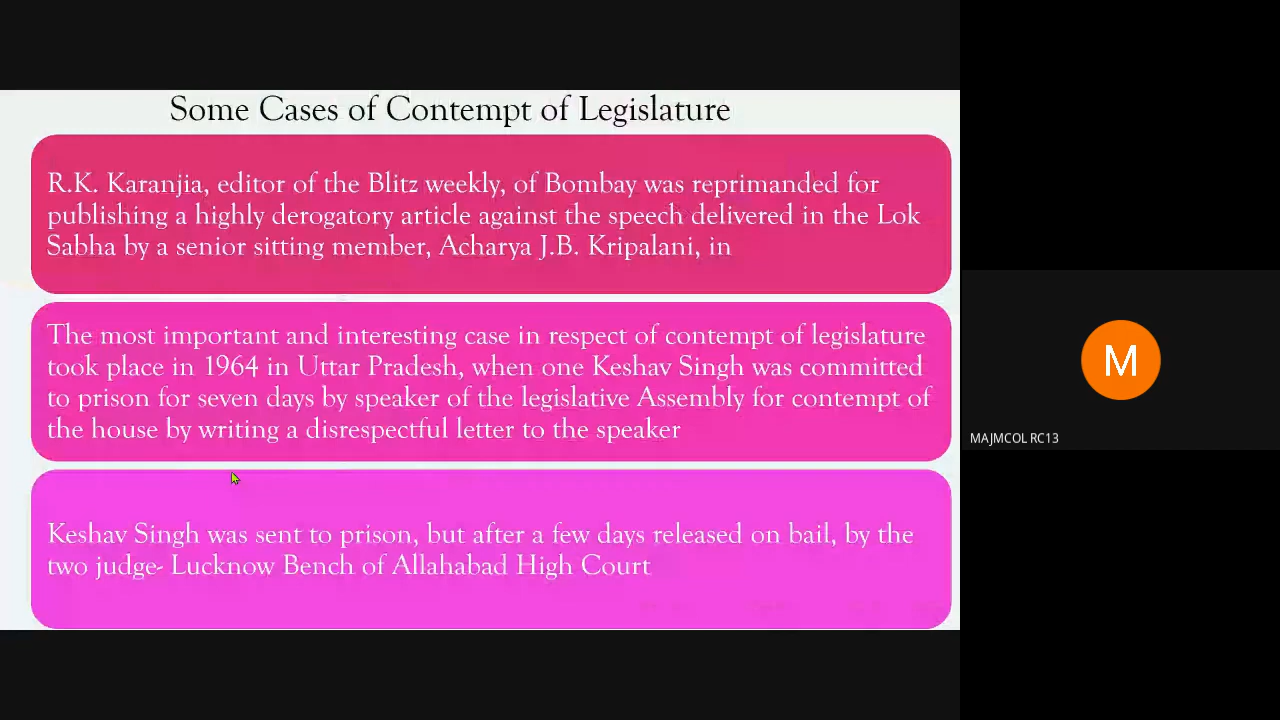 Some Cases of Contempt of Legislature
R.K. Karanjia, editor of the Blitz weekly, of Bombay was reprimanded for
publishing a highly derogatory article against the speech delivered in the Lok
Sabha by a senior sitting member, Acharya J.B. Kripalani, in
The most important and interesting case in respect of contempt of legislature
took place in 1964 in Uttar Pradesh, when one Keshav Singh was committed
to prison for seven days by speaker of the legislative Assembly for contempt of
the house by writing a disrespectful letter to the speaker
Keshav Singh was sent to prison, but after a few days released on bail, by the
two judge- Lucknow Bench of Allahabad High Court
M
MAJMCOL RC13